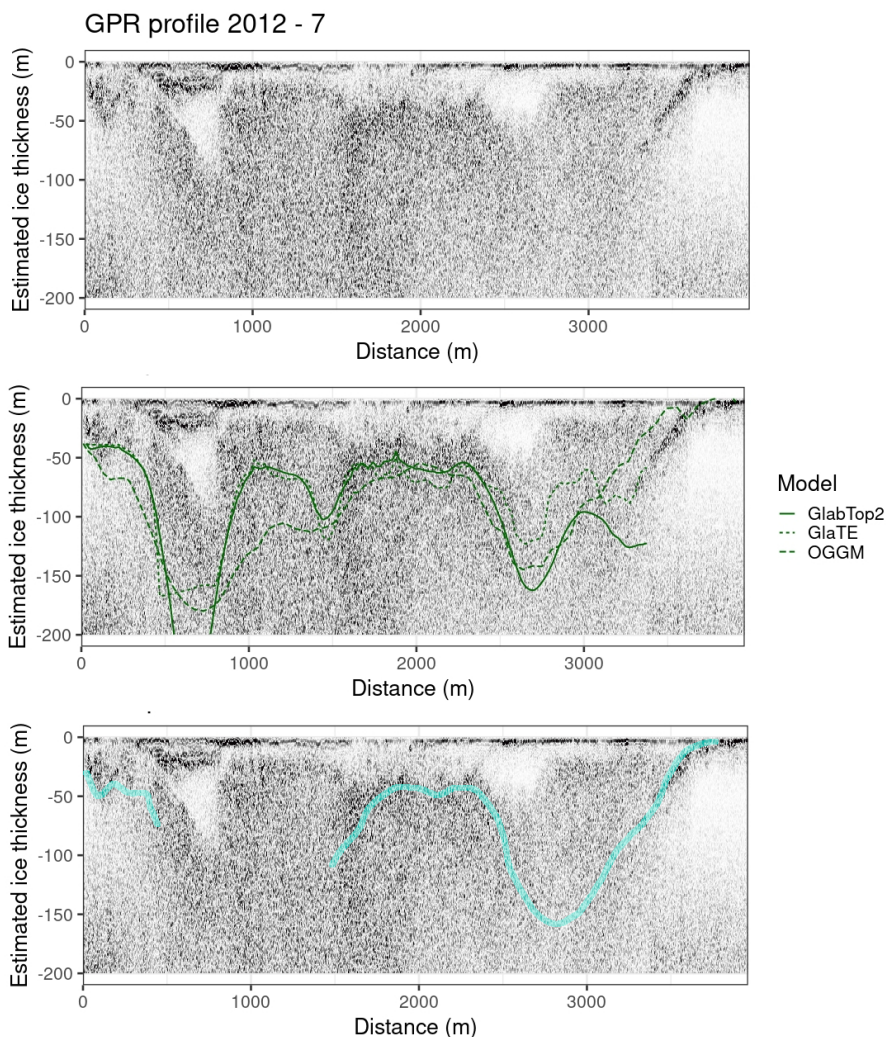 GPR profile 2012 - 7
Estimated ice thickness (m)
0
-50
-100
-150
-200
0 1000 2000 3000
Distance (m)
Estimated ice thickness (m)
0
-50
-100
-150
-200
0 1000 2000 3000
Distance (m)
Model
GlabTop2
GlaTE
OGGM
Estimated ice thickness (m)
0
-50
-100
-150
-200
0 1000 2000 3000
Distance (m)